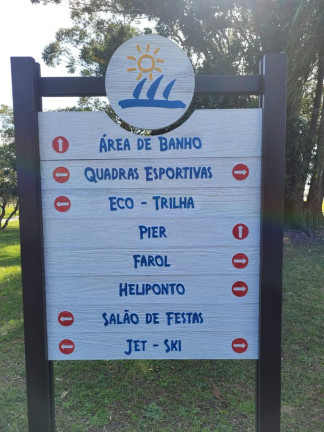 Área de Banho
Quadras Esportivas
Eco - Trilha
Pier
Farol
Heliponto
Salão de Festas
Jet - Ski